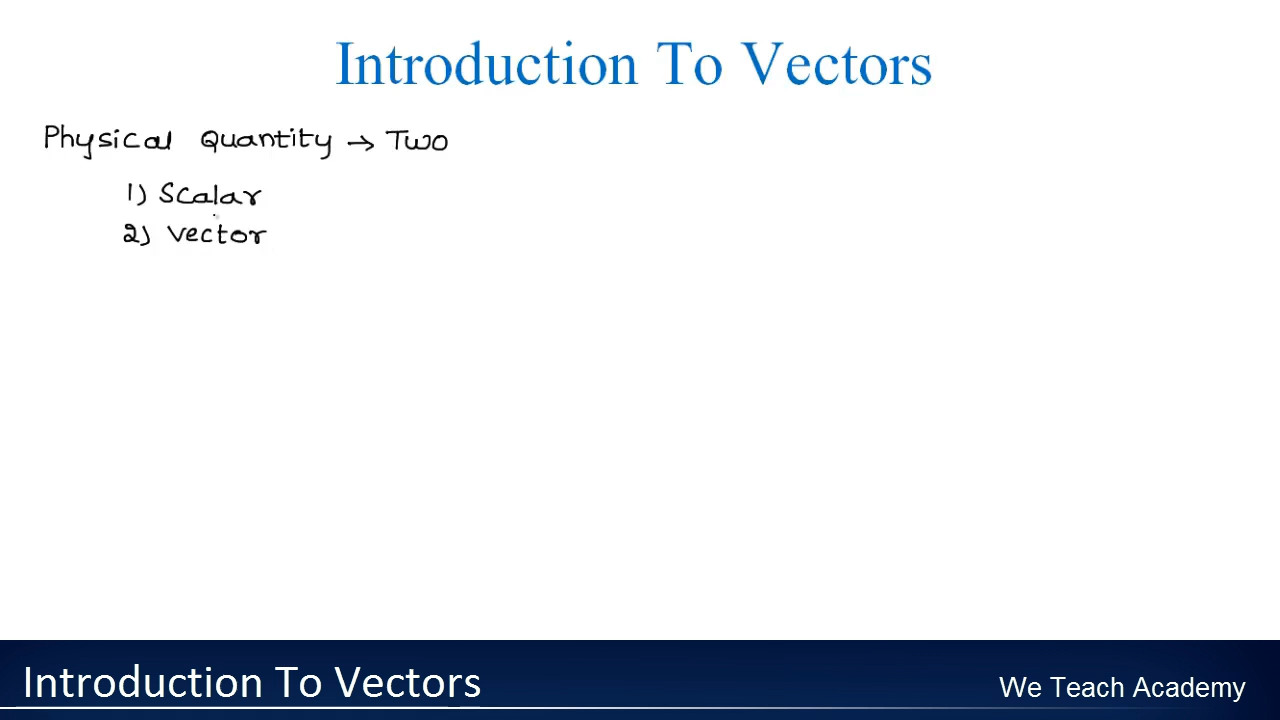 Introduction To Vectors
Physical Quantity → Two
1) Scalar
2) Vector
Introduction To Vectors
We Teach Academy